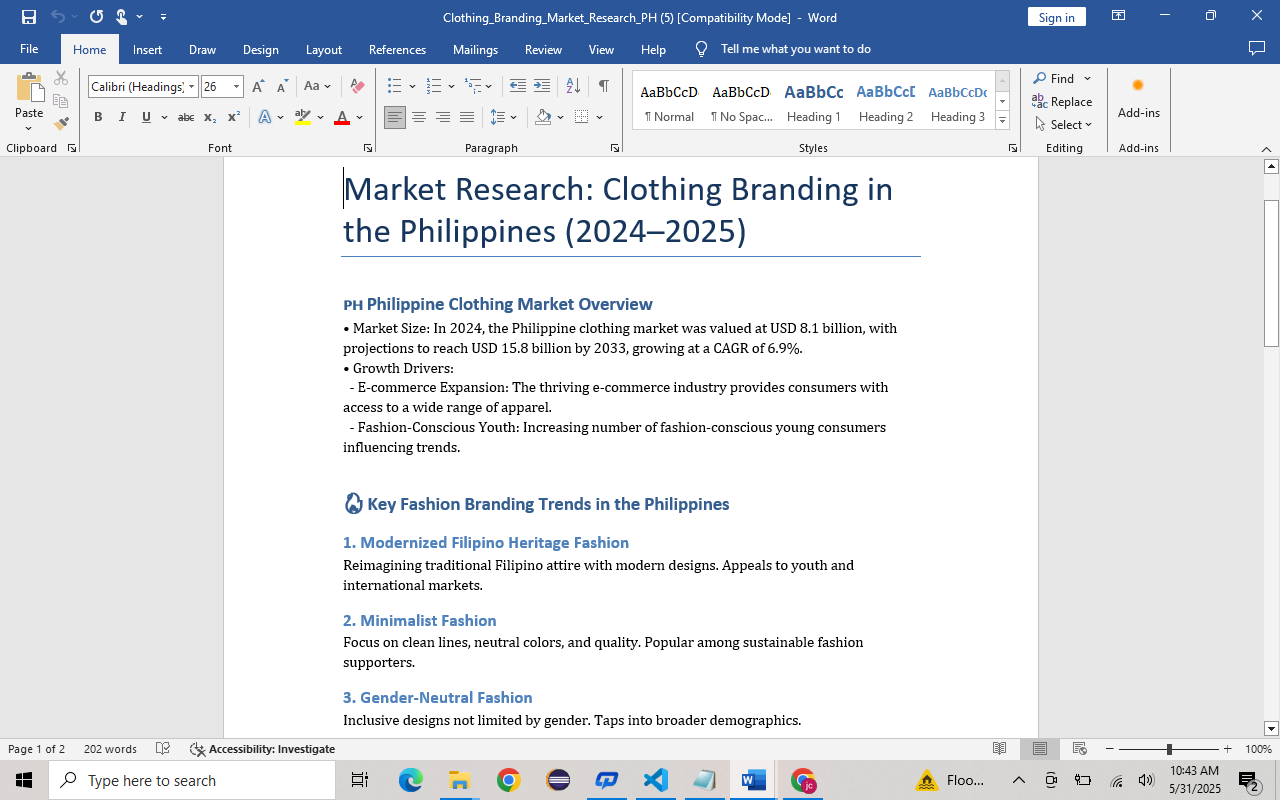 Clothing_Branding_Market_Research_PH (5) [Compatibility Mode] - Word
Sign in
File Home Insert Draw Design Layout References Mailings Review View Help Tell me what you want to do
Paste
Calibri (Headings) 26
Aa
B I U abc x₂ x²
A A
AaBbCcD AaBbCcD AaBbCc AaBbCcD AaBbCcDc
¶ Normal ¶ No Spac... Heading 1 Heading 2 Heading 3
Find
Replace
Select
Add-ins
Clipboard Font Paragraph Styles Editing Add-ins
Market Research: Clothing Branding in
the Philippines (2024–2025)
PH Philippine Clothing Market Overview
• Market Size: In 2024, the Philippine clothing market was valued at USD 8.1 billion, with
projections to reach USD 15.8 billion by 2033, growing at a CAGR of 6.9%.
• Growth Drivers:
- E-commerce Expansion: The thriving e-commerce industry provides consumers with
access to a wide range of apparel.
- Fashion-Conscious Youth: Increasing number of fashion-conscious young consumers
influencing trends.
Key Fashion Branding Trends in the Philippines
1. Modernized Filipino Heritage Fashion
Reimagining traditional Filipino attire with modern designs. Appeals to youth and
international markets.
2. Minimalist Fashion
Focus on clean lines, neutral colors, and quality. Popular among sustainable fashion
supporters.
3. Gender-Neutral Fashion
Inclusive designs not limited by gender. Taps into broader demographics.
Page 1 of 2 202 words Accessibility: Investigate 100%
Type here to search
Floo...
10:43 AM
5/31/2025
2